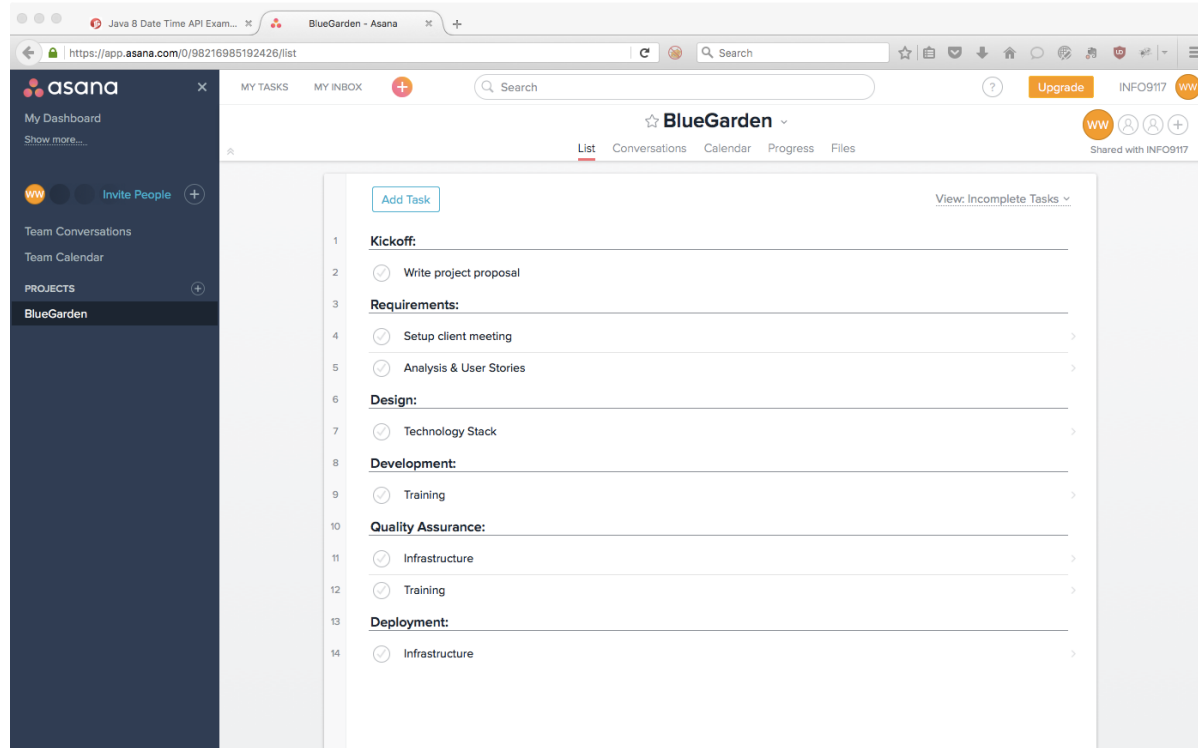 Java 8 Date Time API Exam...
BlueGarden - Asana
https://app.asana.com/0/98216985192426/list
Search
asana
MY TASKS
MY INBOX
Search
?
Upgrade
INFO9117
WW
My Dashboard
Show more...
BlueGarden
WW
Shared with INFO9117
List Conversations Calendar Progress Files
WW
Invite People
Team Conversations
Team Calendar
PROJECTS
BlueGarden
Add Task
View: Incomplete Tasks
1 Kickoff:
2 Write project proposal
3 Requirements:
4 Setup client meeting
5 Analysis & User Stories
6 Design:
7 Technology Stack
8 Development:
9 Training
10 Quality Assurance:
11 Infrastructure
12 Training
13 Deployment:
14 Infrastructure